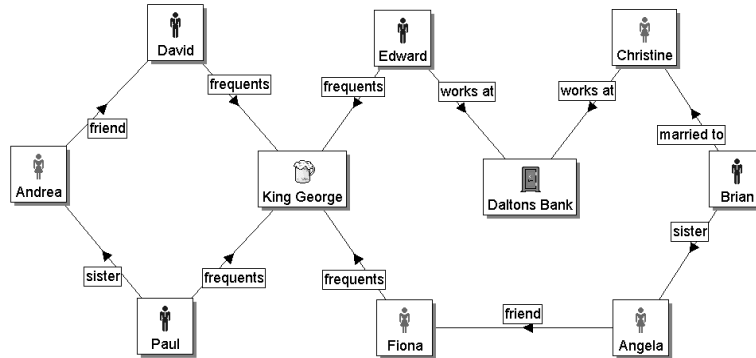 David
Edward
Christine
frequents
frequents
works at
works at
friend
married to
Andrea
King George
Daltons Bank
Brian
sister
frequents
frequents
sister
friend
Paul
Fiona
Angela